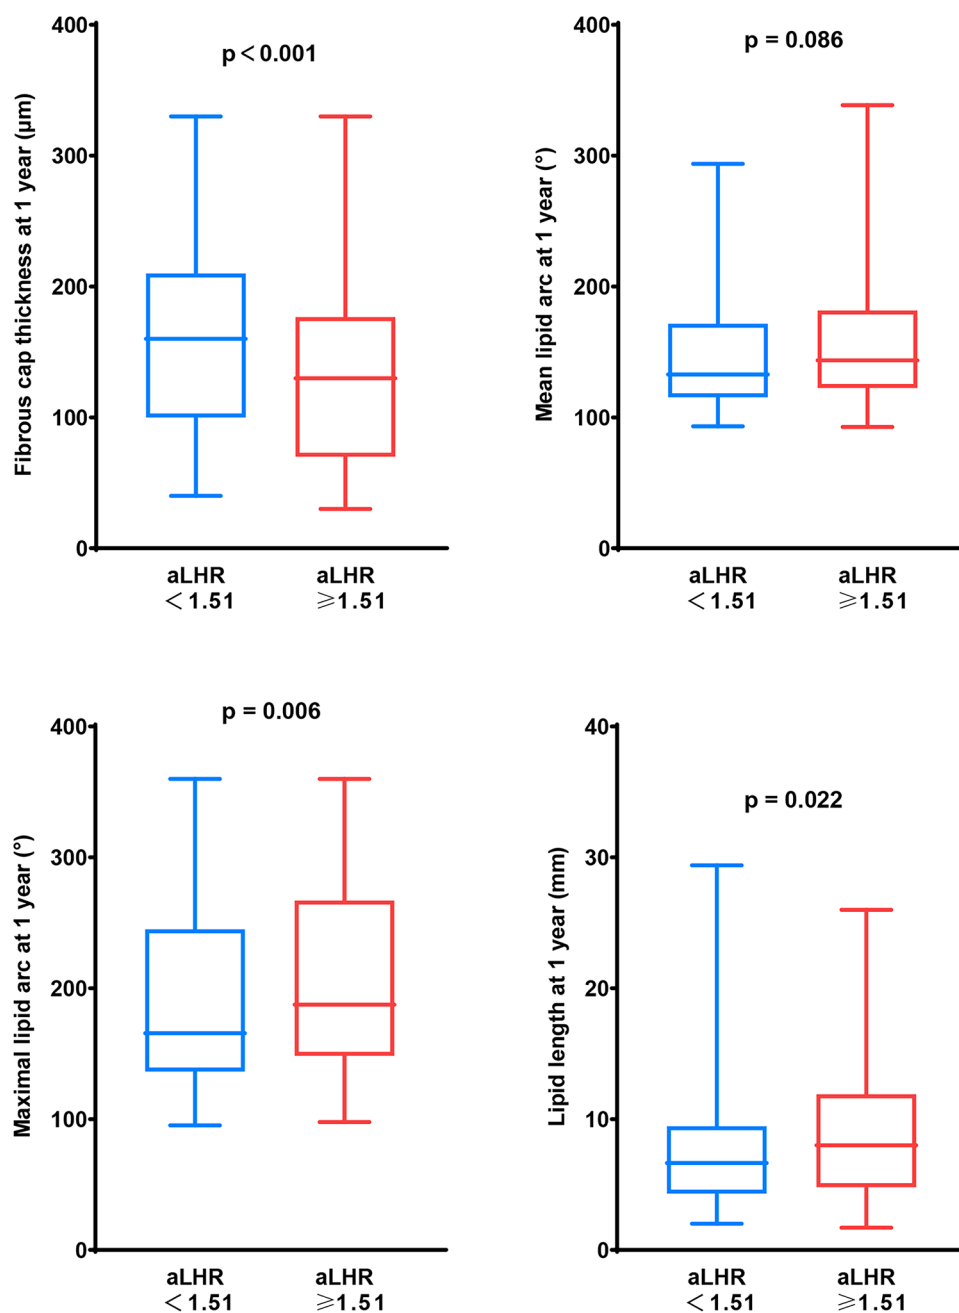 p＜0.001
Fibrous cap thickness at 1 year (μm)
400
300
200
100
0
aLHR
＜1.51
aLHR
≥1.51
p = 0.086
Mean lipid arc at 1 year (°)
400
300
200
100
0
aLHR
＜1.51
aLHR
≥1.51
p = 0.006
Maximal lipid arc at 1 year (°)
400
300
200
100
0
aLHR
＜1.51
aLHR
≥1.51
p = 0.022
Lipid length at 1 year (mm)
40
30
20
10
0
aLHR
＜1.51
aLHR
≥1.51